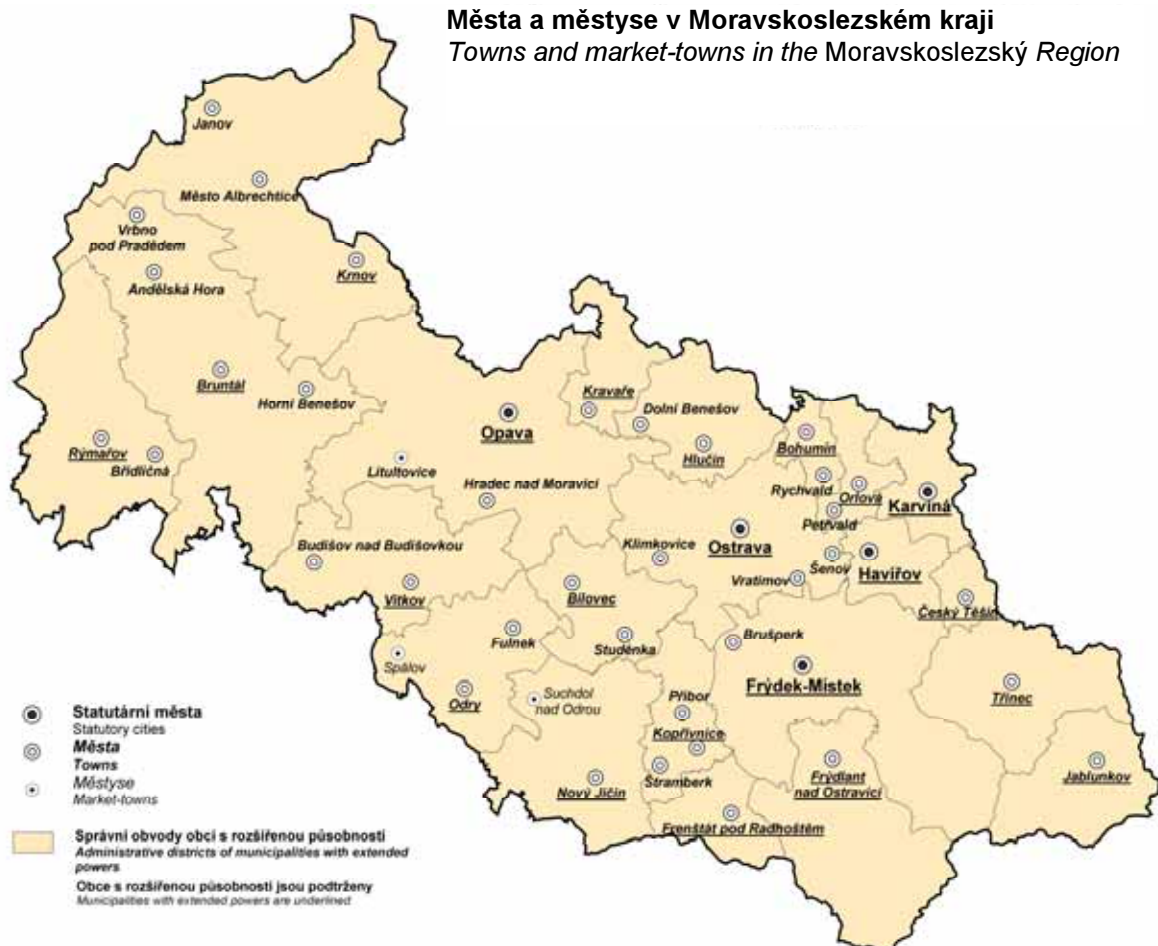 Města a městyse v Moravskoslezském kraji
Towns and market-towns in the Moravskoslezský Region
Janov
Město Albrechtice
Vrbno
pod Pradědem
Andělská Hora
Krnov
Bruntál
Horní Benešov
Rýmařov
Břidličná
Opava
Kravaře
Dolní Benešov
Hlučín
Bohumín
Litultovice
Hradec nad Moravicí
Rychvald
Orlová
Karviná
Petřvald
Budišov nad Budišovkou
Klimkovice
Ostrava
Šenov
Havířov
Vratimov
Vítkov
Bílovec
Český Těšín
Fulnek
Studénka
Brušperk
Spálov
Frýdek-Místek
Odry
Suchdol
nad Odrou
Příbor
Třinec
Kopřivnice
Nový Jičín
Štramberk
Frýdlant
nad Ostravicí
Jablunkov
Frenštát pod Radhoštěm
Statutární města
Statutory cities
Města
Towns
Městyse
Market-towns
Správní obvody obcí s rozšířenou působností
Administrative districts of municipalities with extended
powers
Obce s rozšířenou působností jsou podtrženy
Municipalities with extended powers are underlined